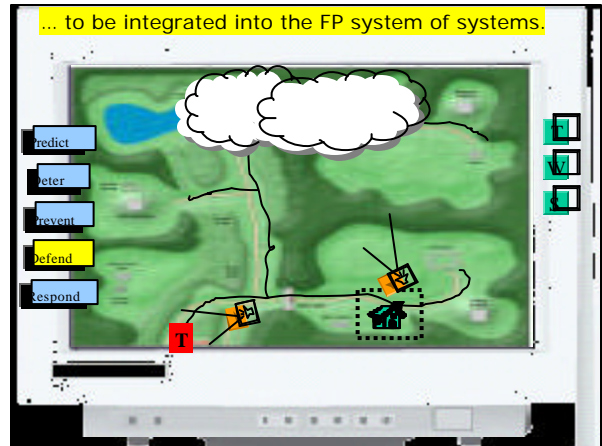 ... to be integrated into the FP system of systems.
Predict
Deter
Prevent
Defend
Respond
T
W
S
T